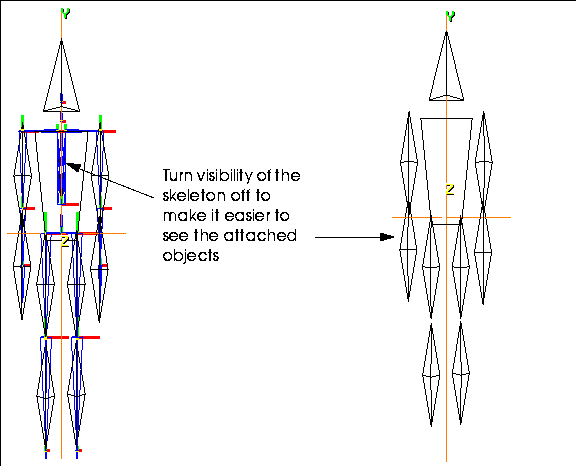 Y
Y
Turn visibility of the
skeleton off to
make it easier to
see the attached
objects
Z
Z